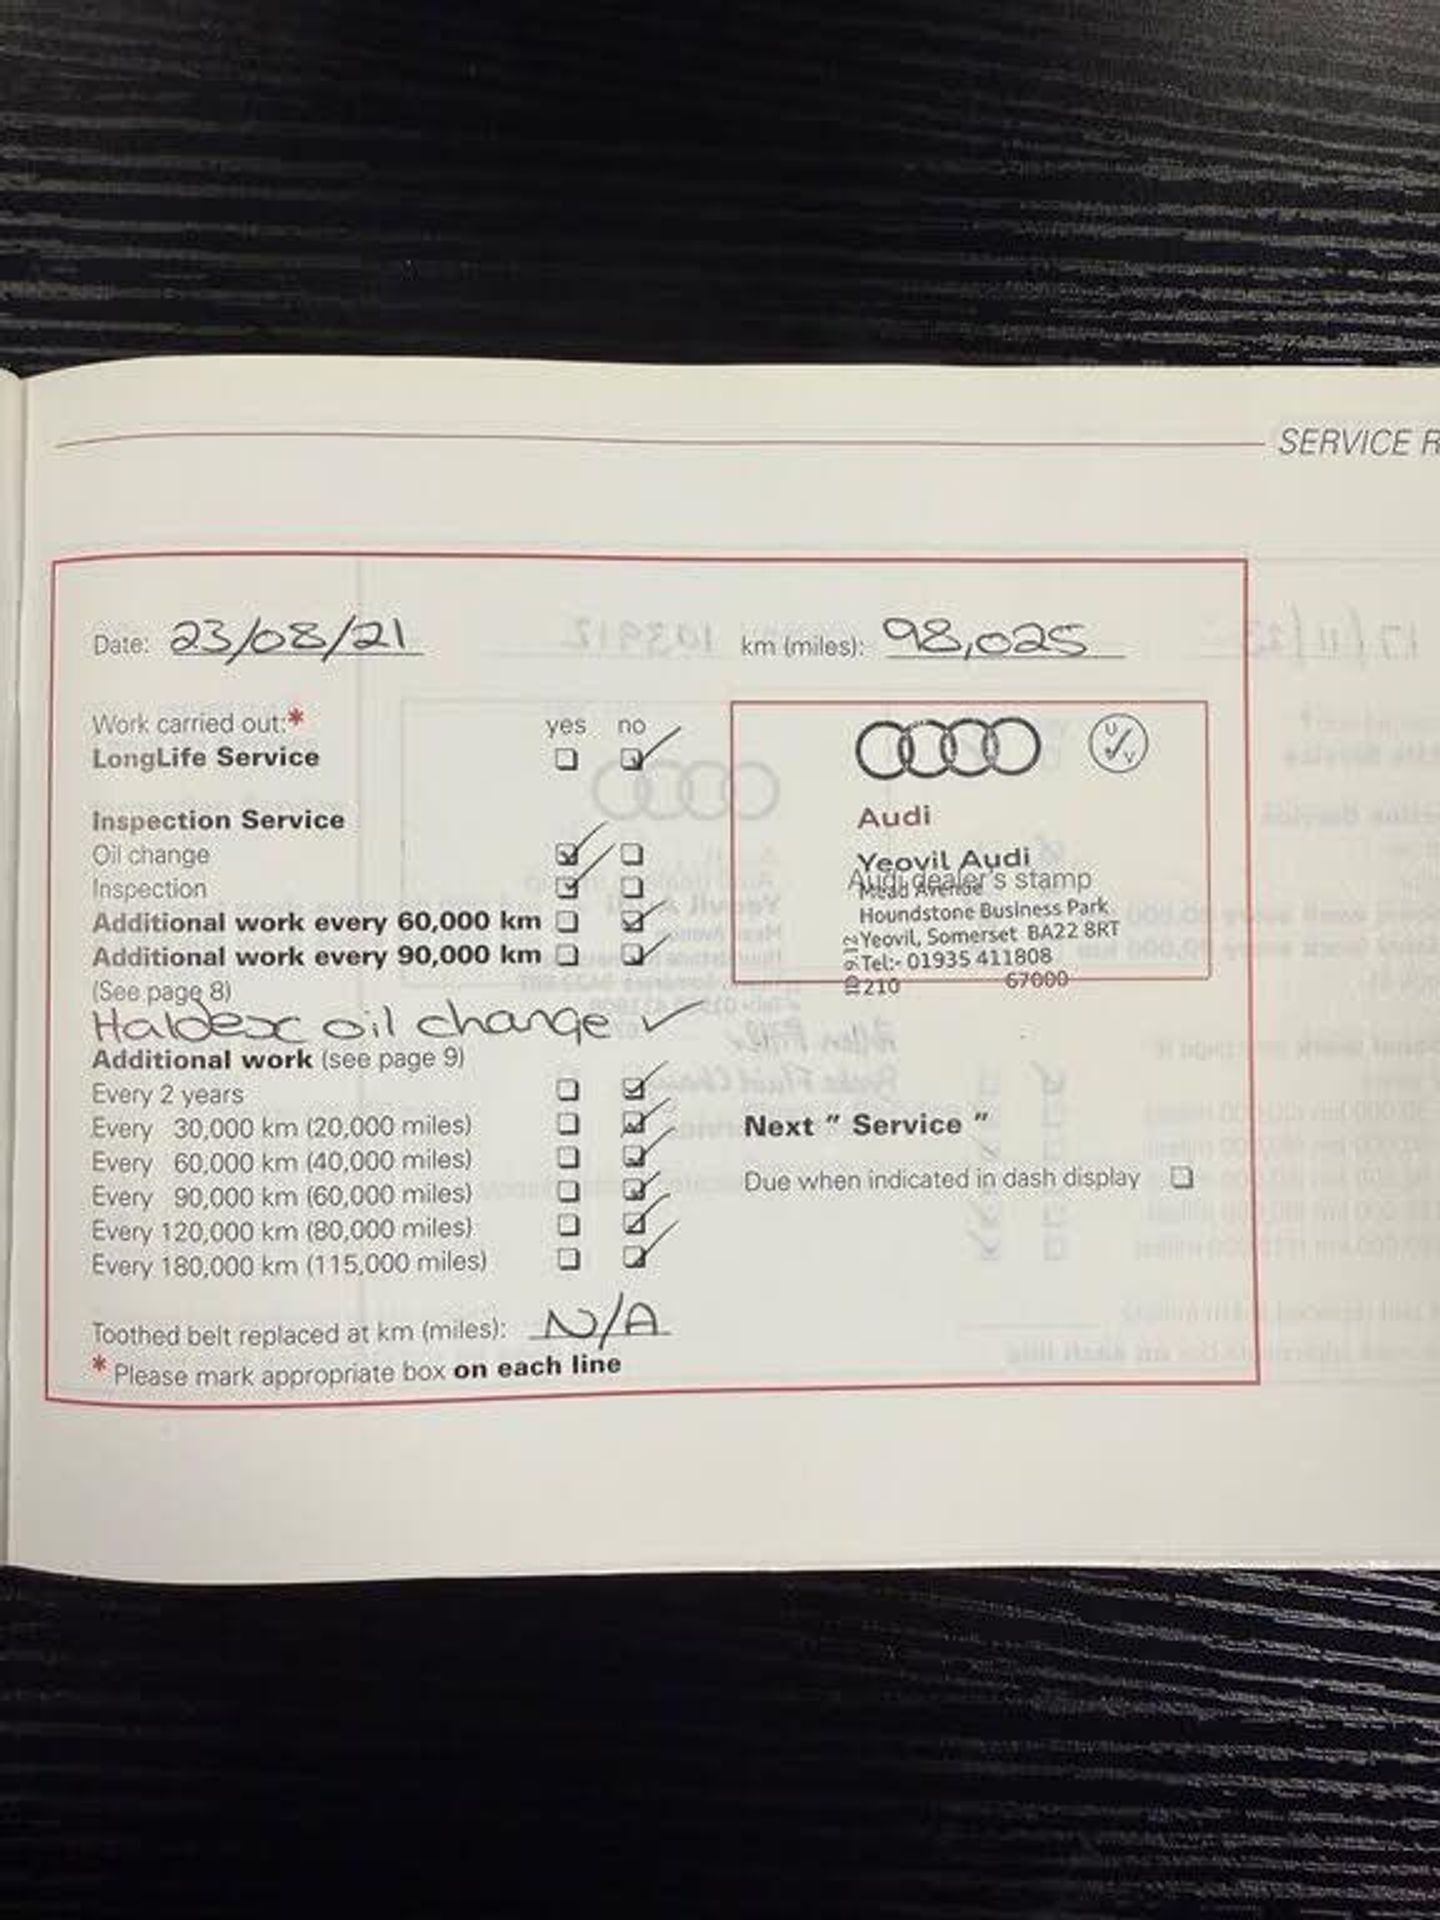 SERVICE R
Date: 23/08/21 km (miles): 98,025
Work carried out:* yes no
LongLife Service
Inspection Service
Oil change
Inspection
Additional work every 60,000 km
Additional work every 90,000 km
(See page 8)
Haldex oil change ✓
Additional work (see page 9)
Every 2 years
Every 30,000 km (20,000 miles)
Every 60,000 km (40,000 miles)
Every 90,000 km (60,000 miles)
Every 120,000 km (80,000 miles)
Every 180,000 km (115,000 miles)
Toothed belt replaced at km (miles): N/A
* Please mark appropriate box on each line
Audi
Yeovil Audi
Audi dealer's stamp
Mead Avenue
Houndstone Business Park
Yeovil, Somerset BA22 8RT
Tel:- 01935 411808
210 67000
Next " Service "
Due when indicated in dash display